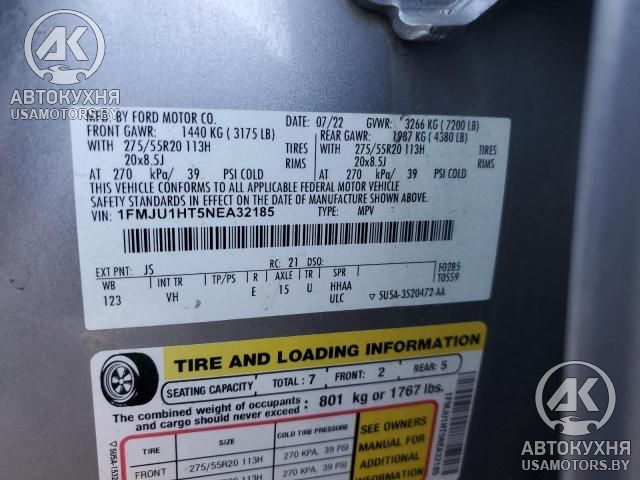 AK
АВТОКУХНЯ
USAMOTORS.BY
MFD. BY FORD MOTOR CO. DATE: 07/22 GVWR: 3266 KG (7200 LB)
FRONT GAWR: 1440 KG (3175 LB) REAR GAWR: 1987 KG (4380 LB)
WITH 275/55R20 113H TIRES WITH 275/55R20 113H TIRES
20x8.5J RIMS 20x8.5J RIMS
AT 270 kPa/ 39 PSI COLD AT 270 kPa/ 39 PSI COLD
THIS VEHICLE CONFORMS TO ALL APPLICABLE FEDERAL MOTOR VEHICLE
SAFETY STANDARDS IN EFFECT ON THE DATE OF MANUFACTURE SHOWN ABOVE.
VIN: 1FMJU1HT5NEA32185 TYPE: MPV
EXT PNT: JS RC: 21 DSO: F0285
WB INT TR TP/PS R AXLE TR SPR T0559
123 VH E 15 U HHAA
ULC ▽ 5U5A-3520472-AA
TIRE AND LOADING INFORMATION
SEATING CAPACITY TOTAL: 7 FRONT: 2 REAR: 5
The combined weight of occupants
and cargo should never exceed : 801 kg or 1767 lbs.
TIRE SIZE COLD TIRE PRESSURE SEE OWNERS
MANUAL FOR
ADDITIONAL
INFORMATION
FRONT 275/55R20 113H 270 KPA, 39 PSI
275/55R20 113H 270 KPA, 39 PSI
1FMJU1HT5NEA32185
AK
АВТОКУХНЯ
USAMOTORS.BY